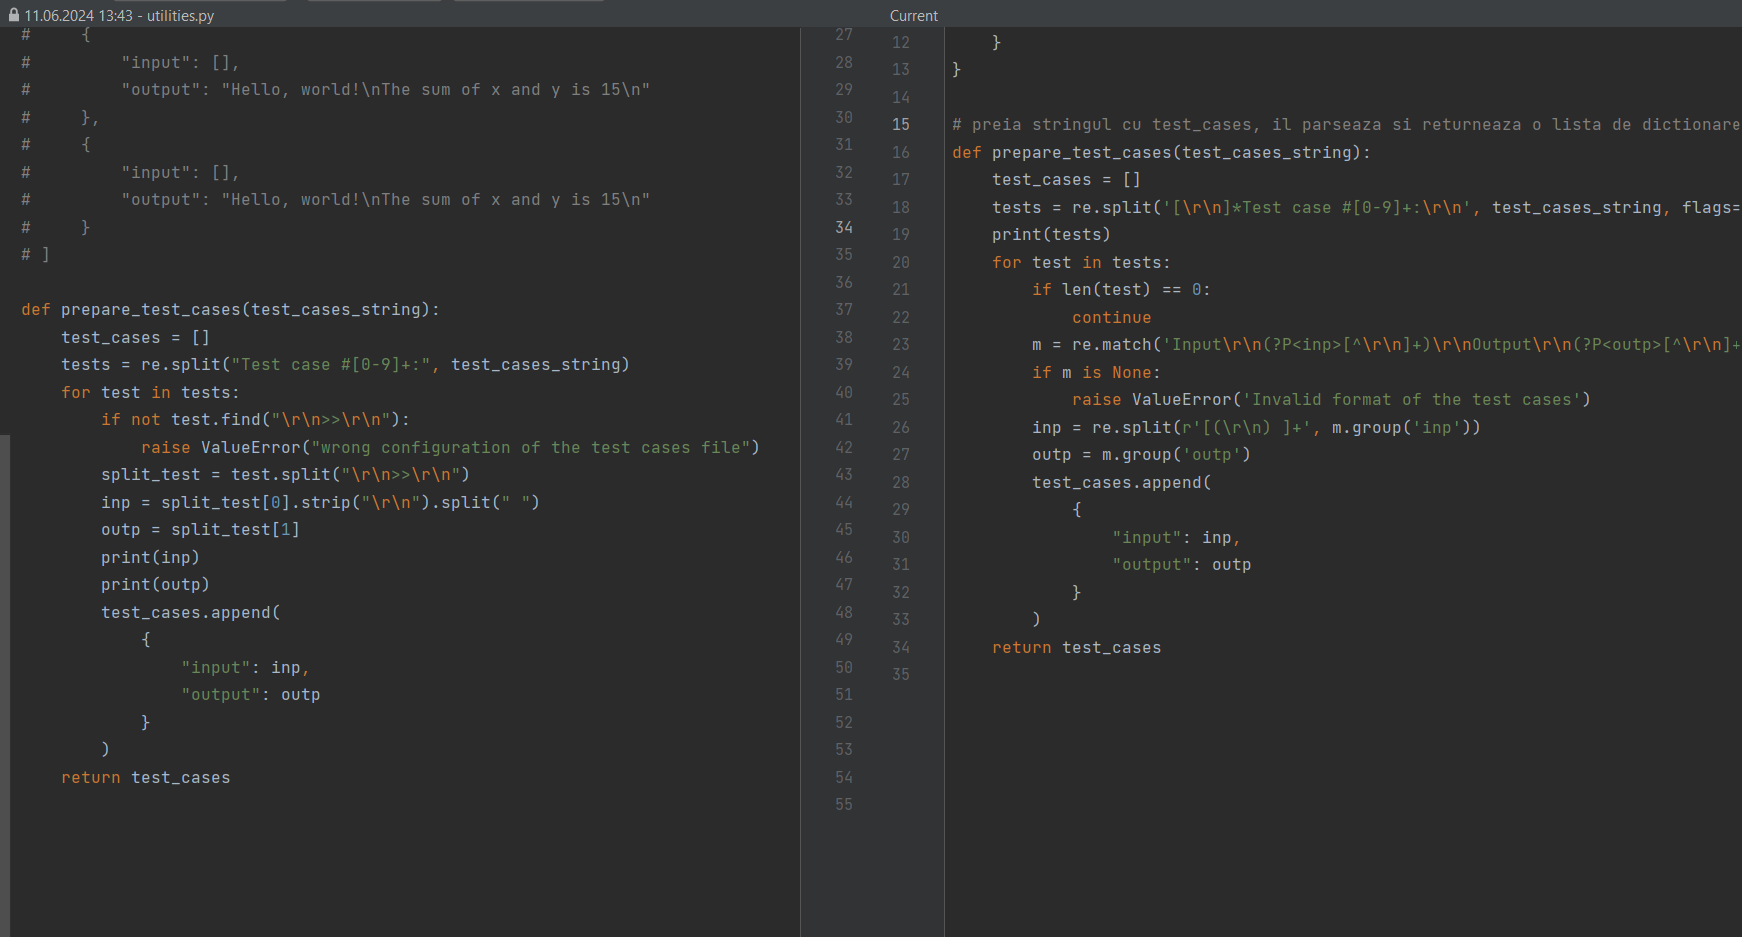 11.06.2024 13:43 - utilities.py
#     {
#         "input": [],
#         "output": "Hello, world!\nThe sum of x and y is 15\n"
#     },
#     {
#         "input": [],
#         "output": "Hello, world!\nThe sum of x and y is 15\n"
#     }
# ]
def prepare_test_cases(test_cases_string):
    test_cases = []
    tests = re.split("Test case #[0-9]+:", test_cases_string)
    for test in tests:
        if not test.find("\r\n>>\r\n"):
            raise ValueError("wrong configuration of the test cases file")
        split_test = test.split("\r\n>>\r\n")
        inp = split_test[0].strip("\r\n").split(" ")
        outp = split_test[1]
        print(inp)
        print(outp)
        test_cases.append(
            {
                "input": inp,
                "output": outp
            }
        )
    return test_cases
27
28
29
30
31
32
33
34
35
36
37
38
39
40
41
42
43
44
45
46
47
48
49
50
51
52
53
54
55
Current
12     }
13 }
14
15 # preia stringul cu test_cases, il parseaza si returneaza o lista de dictionare
16 def prepare_test_cases(test_cases_string):
17     test_cases = []
18     tests = re.split('[\r\n]*Test case #[0-9]+:\r\n', test_cases_string, flags=
19     print(tests)
20     for test in tests:
21         if len(test) == 0:
22             continue
23         m = re.match('Input\r\n(?P<inp>[^\r\n]+)\r\nOutput\r\n(?P<outp>[^\r\n]+
24         if m is None:
25             raise ValueError('Invalid format of the test cases')
26         inp = re.split(r'[(\r\n) ]+', m.group('inp'))
27         outp = m.group('outp')
28         test_cases.append(
29             {
30                 "input": inp,
31                 "output": outp
32             }
33         )
34     return test_cases
35